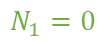 N₁ = 0